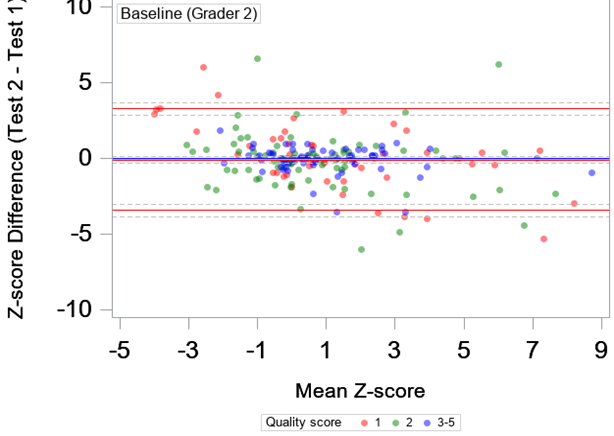 10
Baseline (Grader 2)
5
0
-5
-10
Z-score Difference (Test 2 - Test 1)
-5 -3 -1 1 3 5 7 9
Mean Z-score
Quality score 1 2 3-5